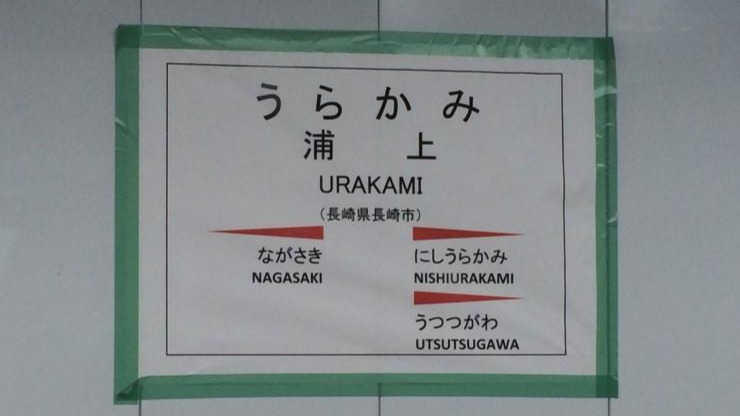 うらかみ
浦上
URAKAMI
(長崎県長崎市)
ながさき にしうらかみ
NAGASAKI NISHIURAKAMI
うつつがわ
UTSUTSUGAWA